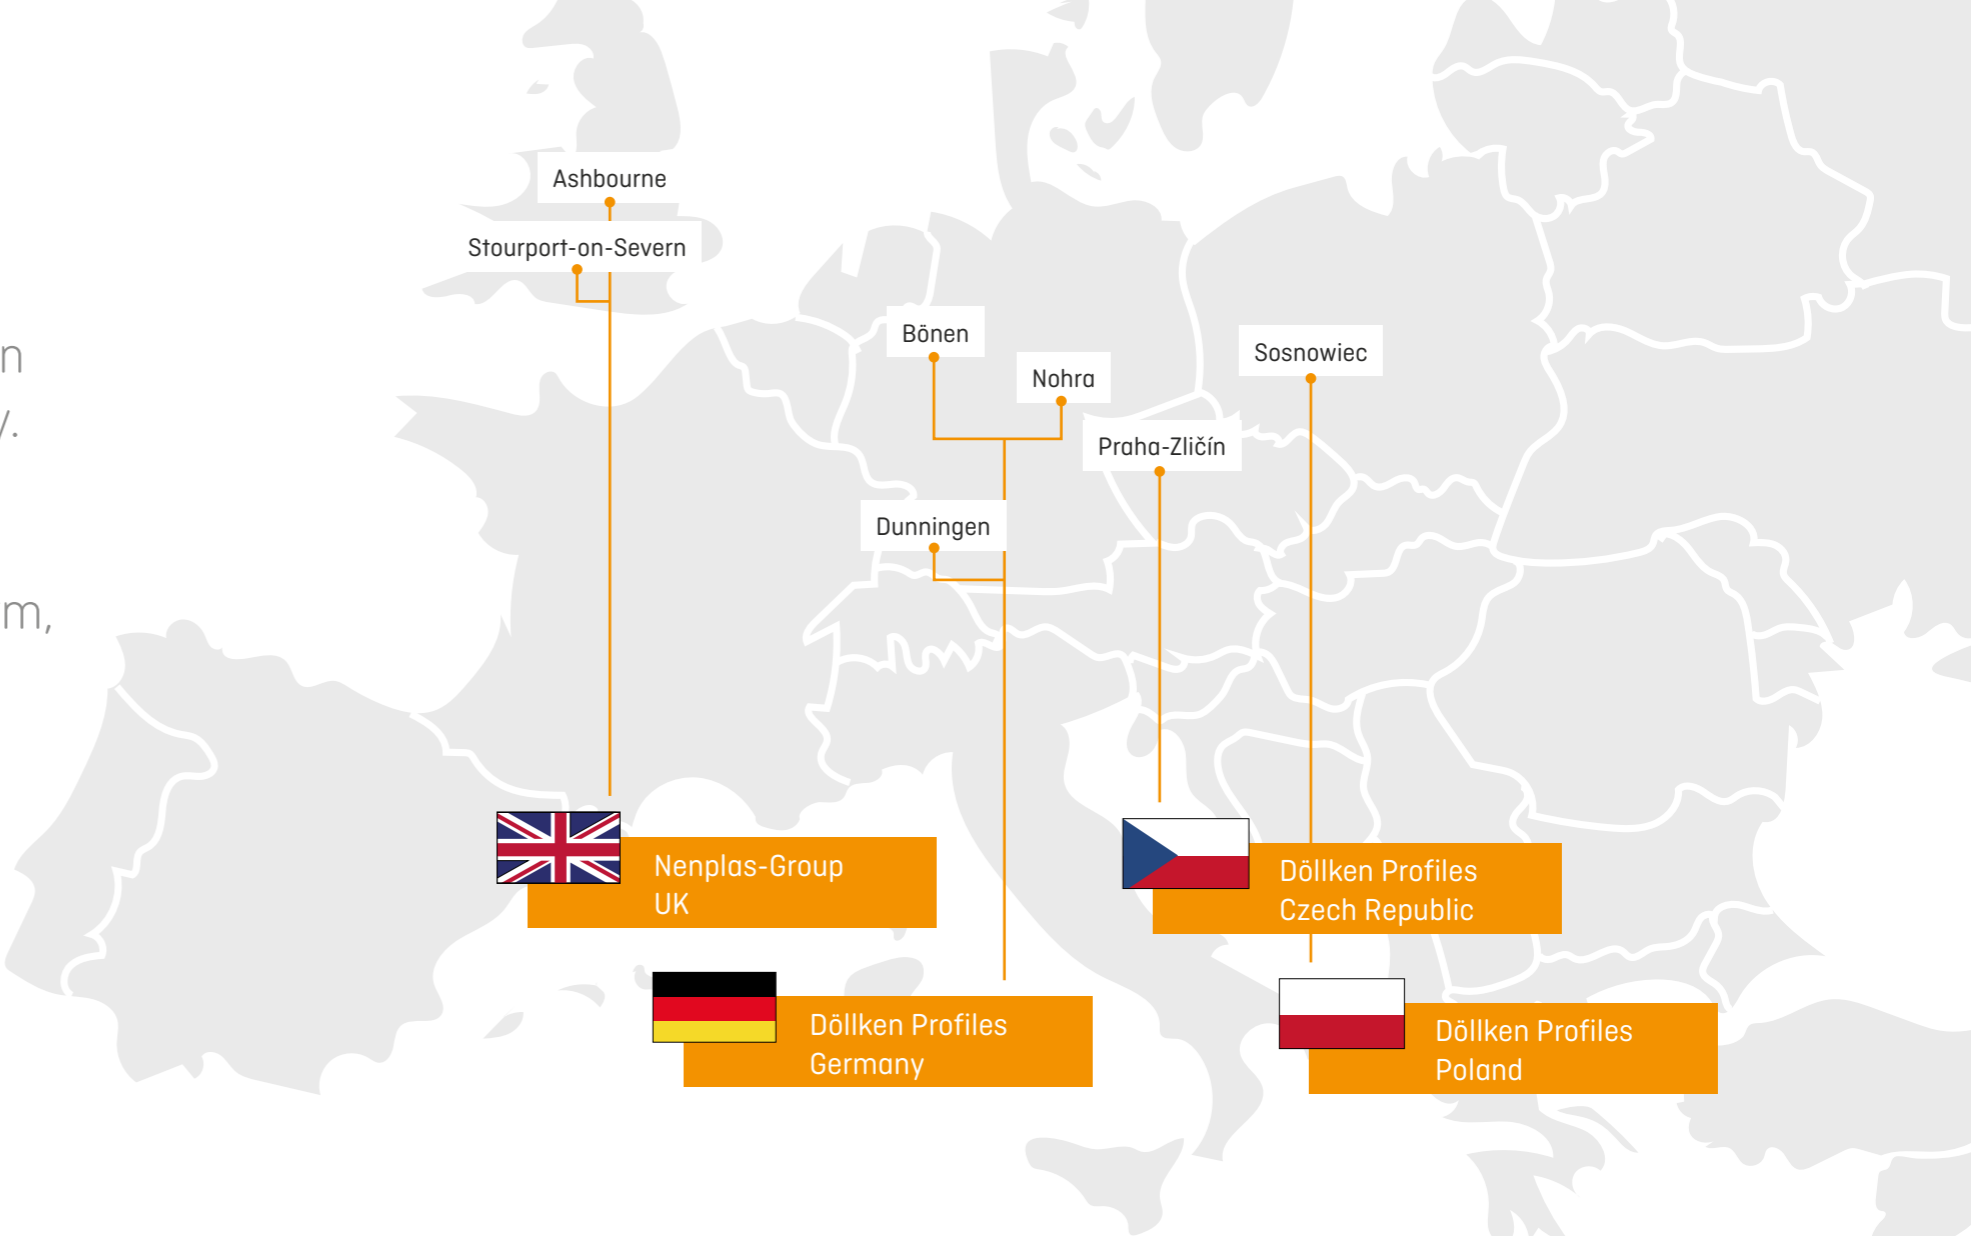 n
y.
m,
Ashbourne
Stourport-on-Severn
Bönen
Nohra
Sosnowiec
Praha-Zličín
Dunningen
Nenplas-Group
UK
Döllken Profiles
Czech Republic
Döllken Profiles
Germany
Döllken Profiles
Poland